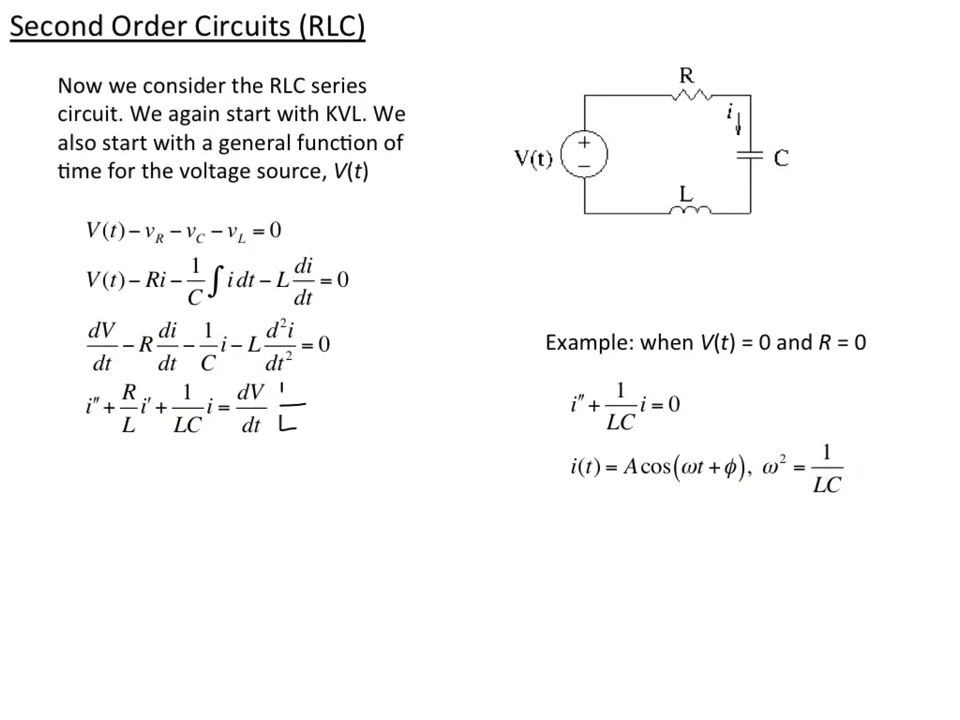 Second Order Circuits (RLC)
Now we consider the RLC series
circuit. We again start with KVL. We
also start with a general function of
time for the voltage source, V(t)
V(t) − v_R − v_C − v_L = 0
V(t) − Ri − 1/C ∫ i dt − L di/dt = 0
dV/dt − R di/dt − 1/C i − L d²i/dt² = 0
i″ + R/L i′ + 1/LC i = dV/dt 1/L
R
i
V(t)
+
−
C
L
Example: when V(t) = 0 and R = 0
i″ + 1/LC i = 0
i(t) = A cos(ωt + ϕ), ω² = 1/LC